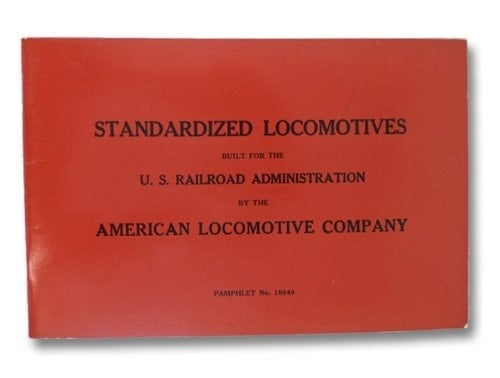 STANDARDIZED LOCOMOTIVES
BUILT FOR THE
U. S. RAILROAD ADMINISTRATION
BY THE
AMERICAN LOCOMOTIVE COMPANY
PAMPHLET No. 10049